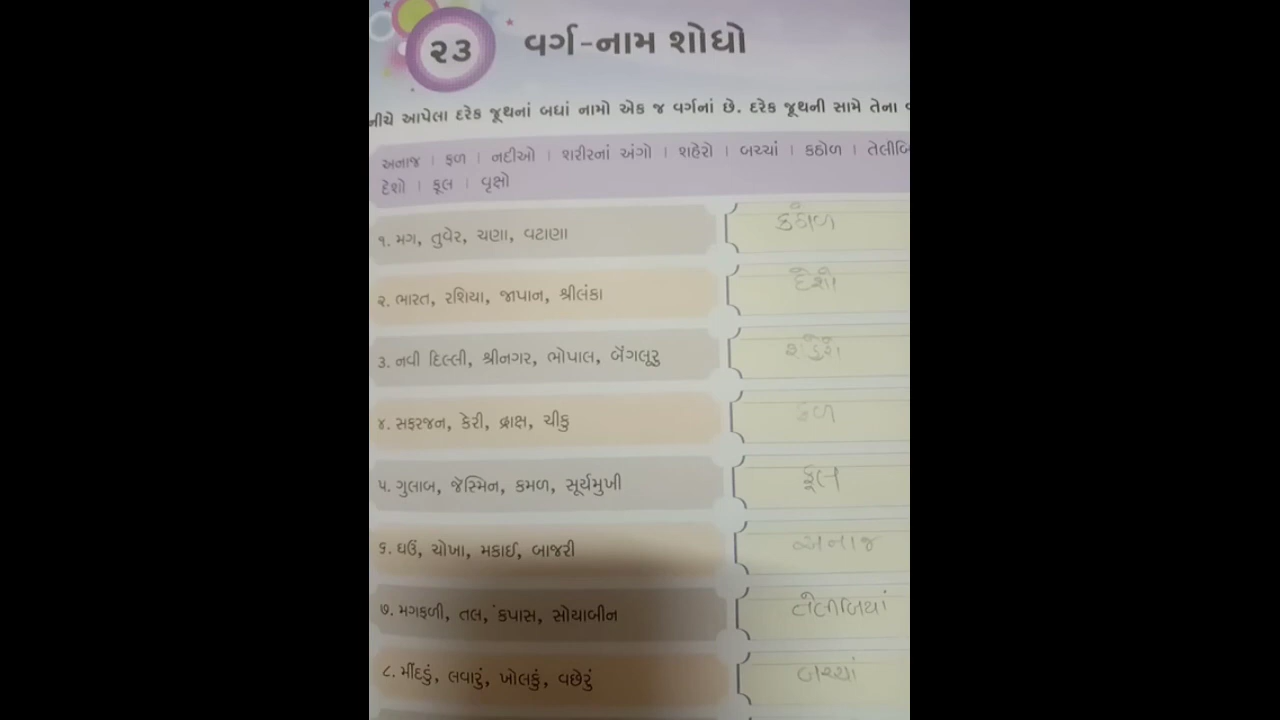 ૨૩ વર્ગ-નામ શોધો
નીચે આપેલા દરેક જૂથનાં બધાં નામો એક જ વર્ગનાં છે. દરેક જૂથની સામે તેના
અનાજ | ફળ | નદીઓ | શરીરનાં અંગો | શહેરો | બચ્ચાં | કઠોળ | તેલીબિ
દેશો | ફૂલ | વૃક્ષો
૧. મગ, તુવેર, ચણા, વટાણા કઠોળ
૨. ભારત, રશિયા, જાપાન, શ્રીલંકા દેશો
૩. નવી દિલ્લી, શ્રીનગર, ભોપાલ, બેંગલૂરુ શહેરો
૪. સફરજન, કેરી, દ્રાક્ષ, ચીકુ ફળ
૫. ગુલાબ, જેસ્મિન, કમળ, સૂર્યમુખી ફૂલ
૬. ઘઉં, ચોખા, મકાઈ, બાજરી અનાજ
૭. મગફળી, તલ, કપાસ, સોયાબીન તેલીબિયાં
૮. મીંદડું, લવારું, ખોલકું, વછેરું બચ્ચાં